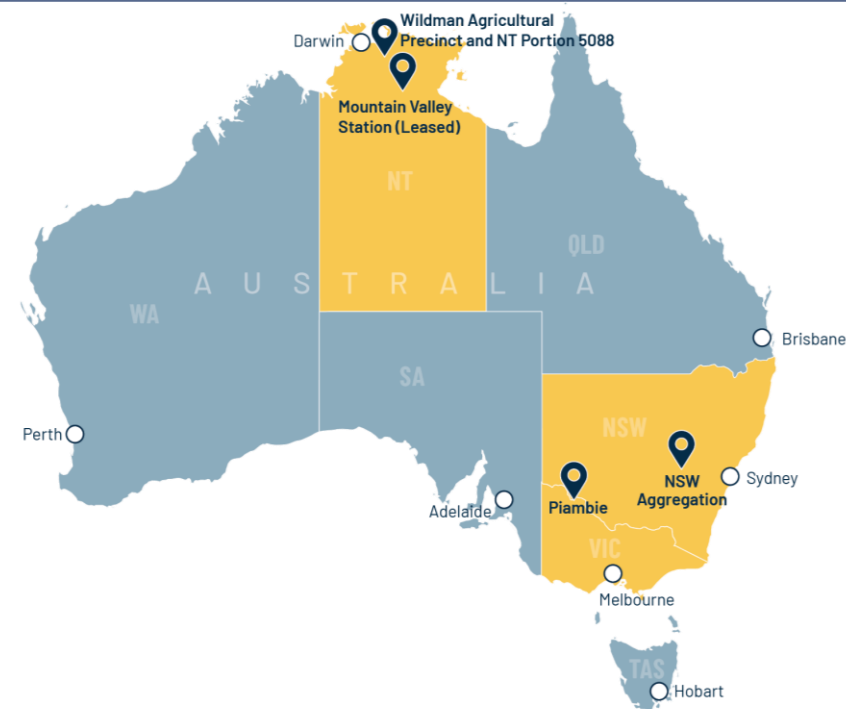 Wildman Agricultural
Precinct and NT Portion 5088
Darwin
Mountain Valley
Station (Leased)
NT
QLD
AUSTRALIA
WA
Brisbane
SA
NSW
Perth
NSW
Aggregation
Sydney
Piambie
Adelaide
VIC
Melbourne
TAS
Hobart